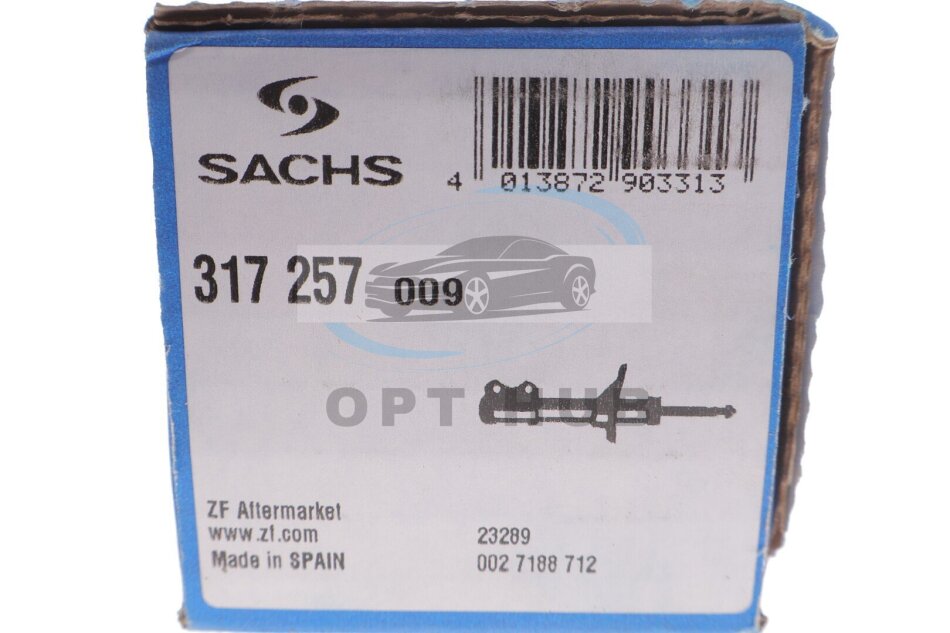 SACHS
4 013872 903313
317 257 009
OPT HUB
ZF Aftermarket
www.zf.com
Made in SPAIN
23289
002 7188 712